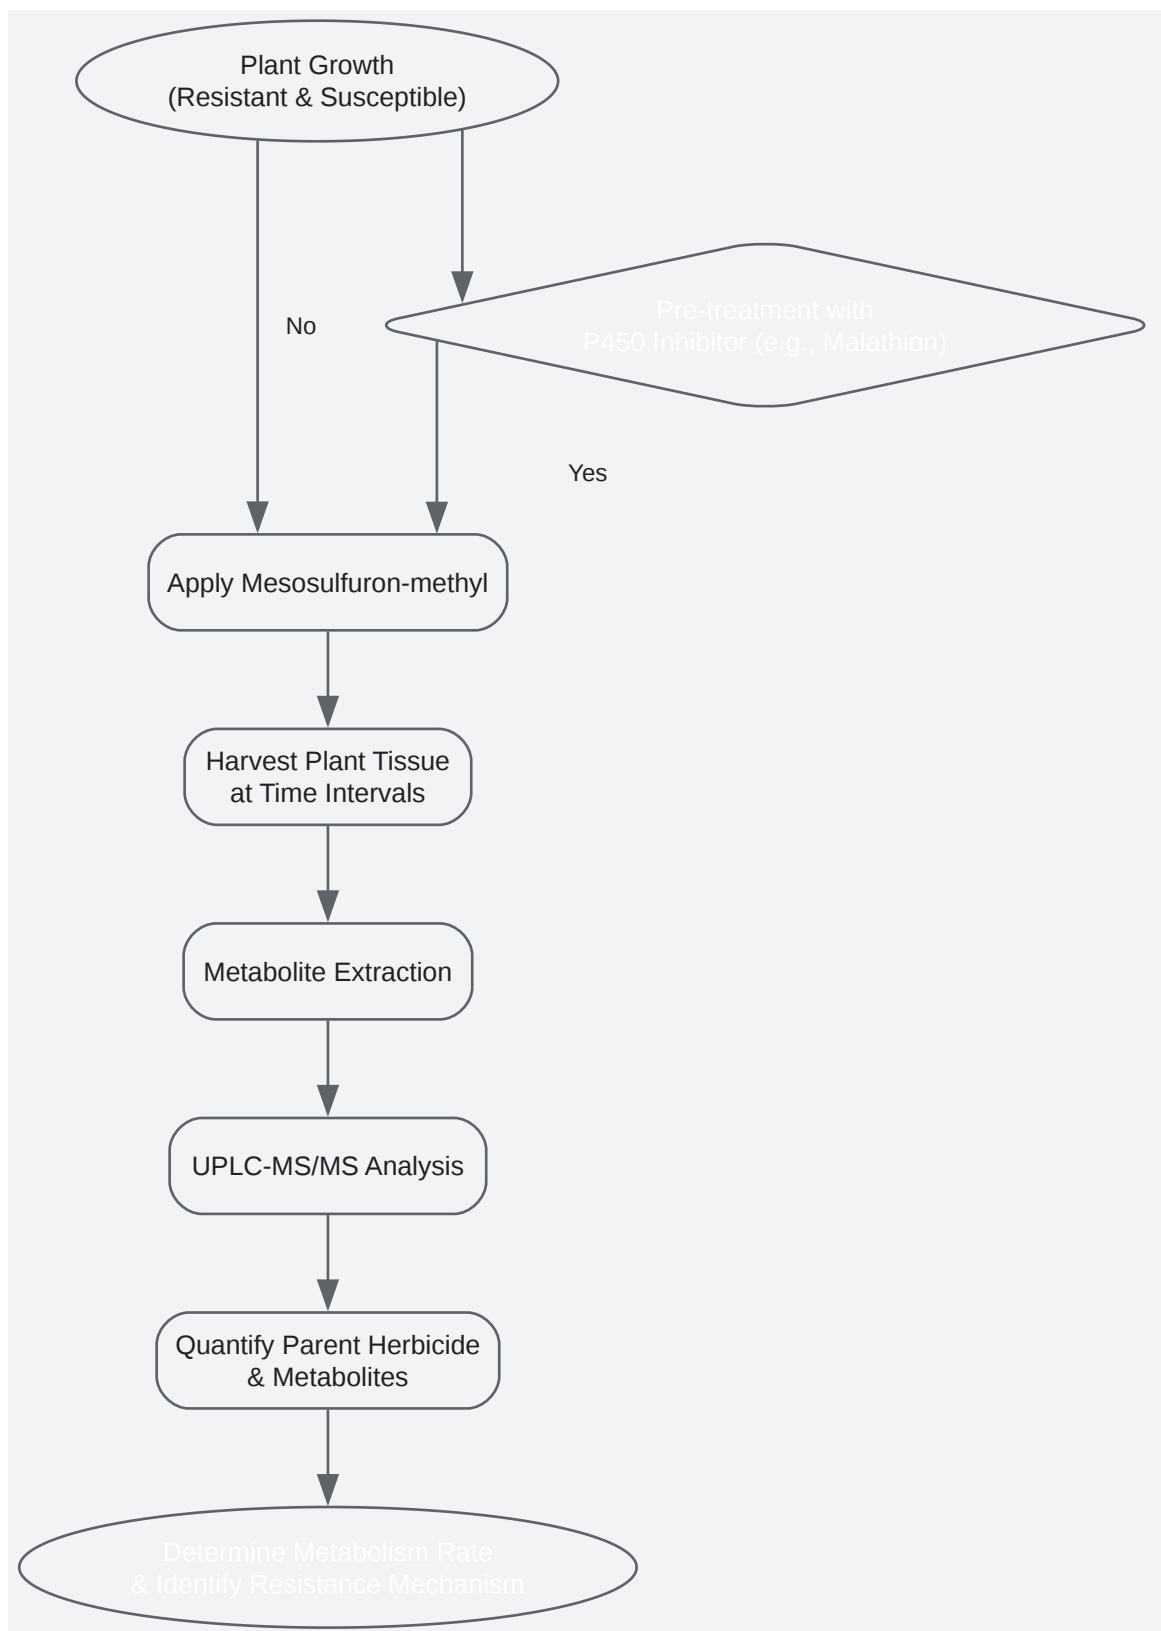 Plant Growth
(Resistant & Susceptible)
Pre-treatment with
P450 Inhibitor (e.g., Malathion)
No
Yes
Apply Mesosulfuron-methyl
Harvest Plant Tissue
at Time Intervals
Metabolite Extraction
UPLC-MS/MS Analysis
Quantify Parent Herbicide
& Metabolites
Determine Metabolism Rate
& Identify Resistance Mechanism